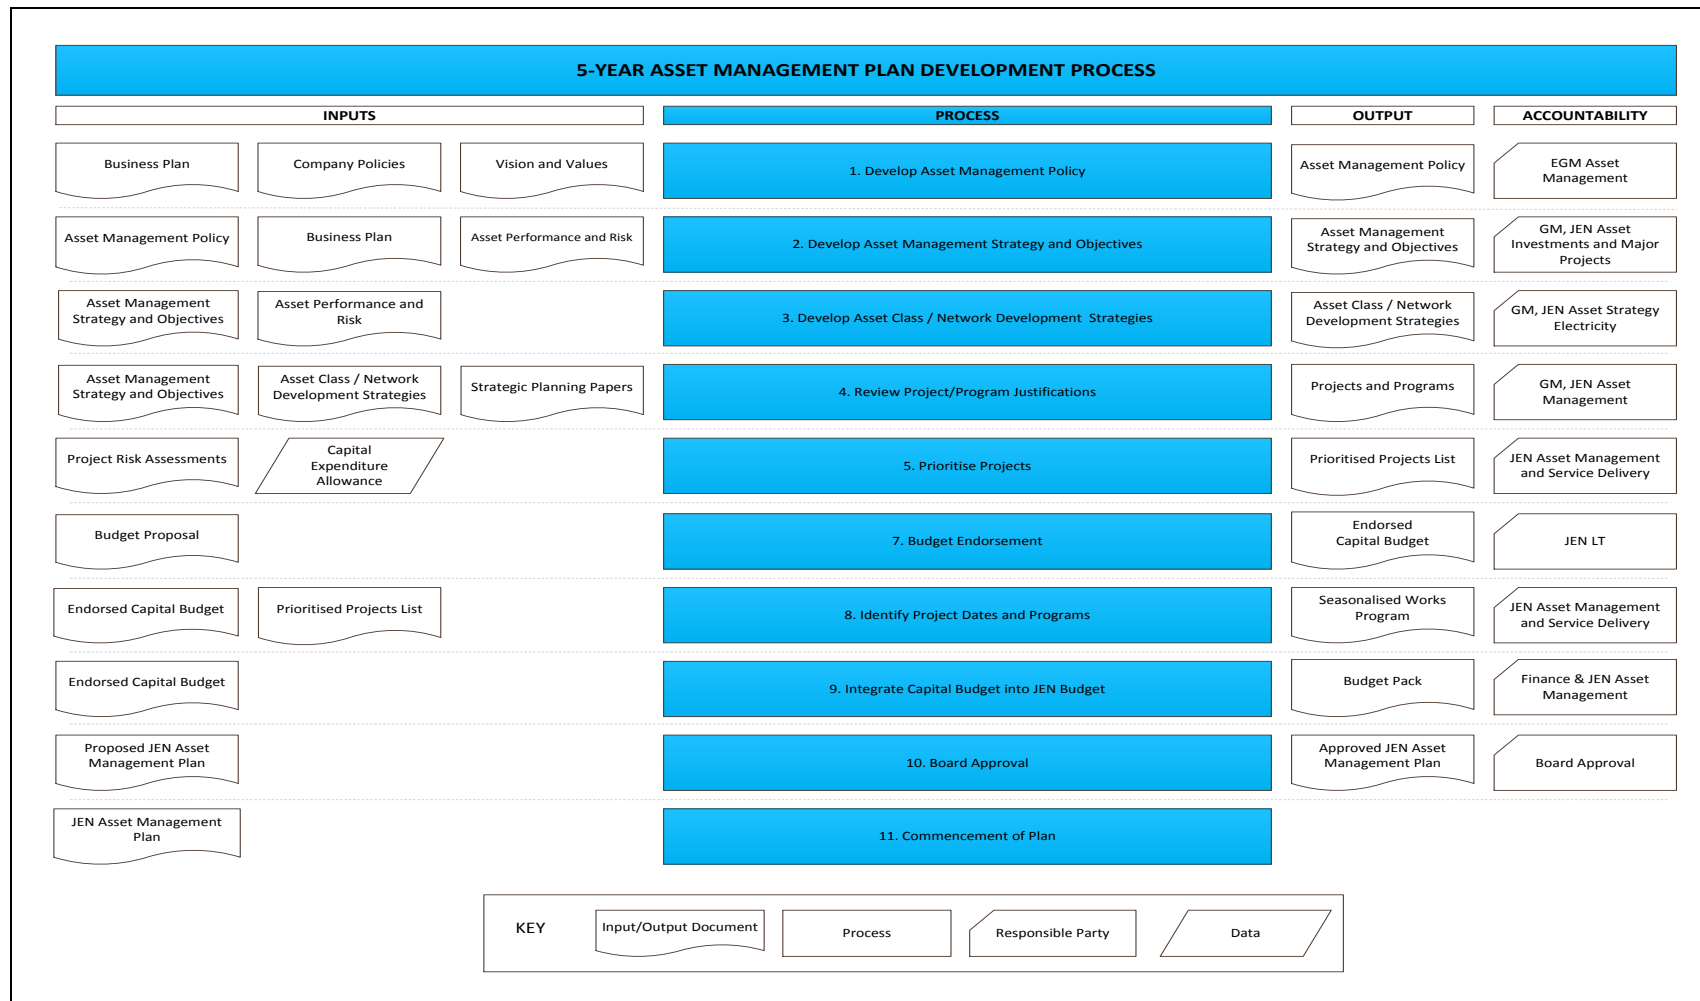 5-YEAR ASSET MANAGEMENT PLAN DEVELOPMENT PROCESS
INPUTS
PROCESS
OUTPUT
ACCOUNTABILITY
Business Plan
Company Policies
Vision and Values
1. Develop Asset Management Policy
Asset Management Policy
EGM Asset
Management
Asset Management Policy
Business Plan
Asset Performance and Risk
2. Develop Asset Management Strategy and Objectives
Asset Management
Strategy and Objectives
GM, JEN Asset
Investments and Major
Projects
Asset Management
Strategy and Objectives
Asset Performance and
Risk
3. Develop Asset Class / Network Development Strategies
Asset Class / Network
Development Strategies
GM, JEN Asset Strategy
Electricity
Asset Management
Strategy and Objectives
Asset Class / Network
Development Strategies
Strategic Planning Papers
4. Review Project/Program Justifications
Projects and Programs
GM, JEN Asset
Management
Project Risk Assessments
Capital
Expenditure
Allowance
5. Prioritise Projects
Prioritised Projects List
JEN Asset Management
and Service Delivery
Budget Proposal
7. Budget Endorsement
Endorsed
Capital Budget
JEN LT
Endorsed Capital Budget
Prioritised Projects List
8. Identify Project Dates and Programs
Seasonalised Works
Program
JEN Asset Management
and Service Delivery
Endorsed Capital Budget
9. Integrate Capital Budget into JEN Budget
Budget Pack
Finance & JEN Asset
Management
Proposed JEN Asset
Management Plan
10. Board Approval
Approved JEN Asset
Management Plan
Board Approval
JEN Asset Management
Plan
11. Commencement of Plan
KEY
Input/Output Document
Process
Responsible Party
Data